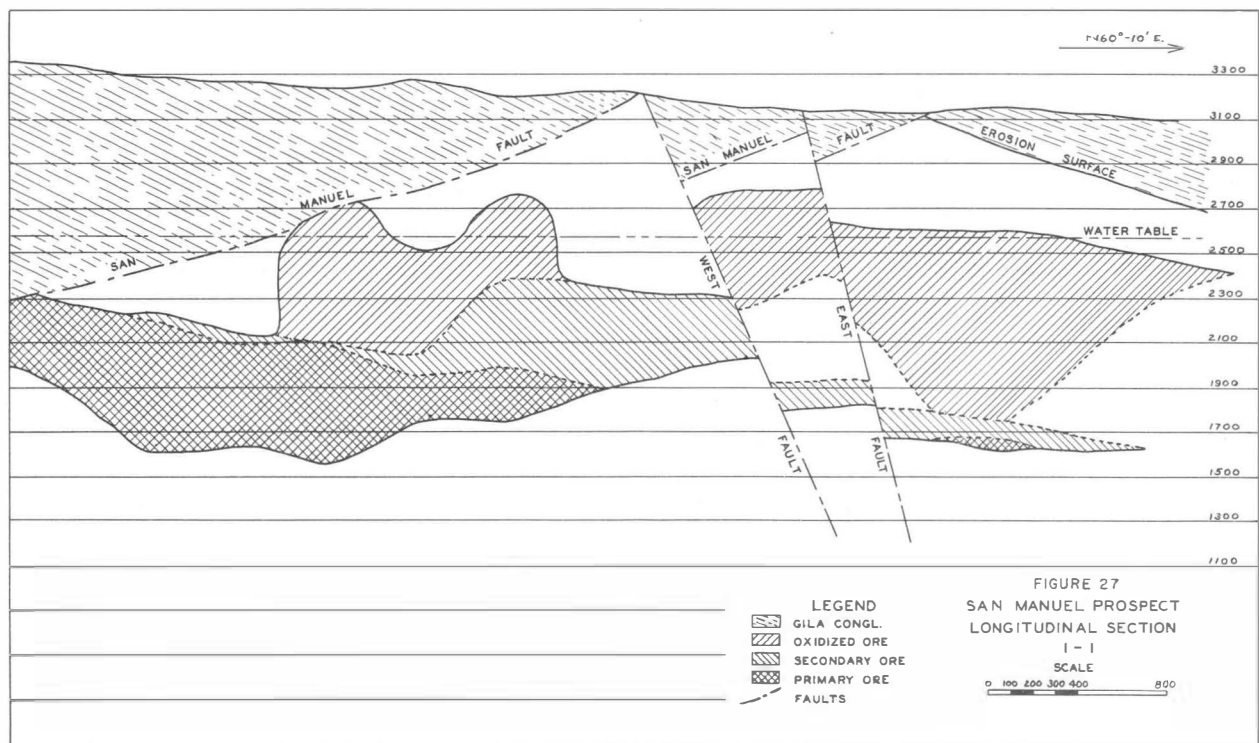 N60°-10' E.
3300
3100
2900
2700
2500
2300
2100
1900
1700
1500
1300
1100
SAN MANUEL FAULT
SAN MANUEL FAULT
EROSION SURFACE
WATER TABLE
WEST FAULT
EAST FAULT
LEGEND
GILA CONGL.
OXIDIZED ORE
SECONDARY ORE
PRIMARY ORE
FAULTS
FIGURE 27
SAN MANUEL PROSPECT
LONGITUDINAL SECTION
1-1
SCALE
0 100 200 300 400 800